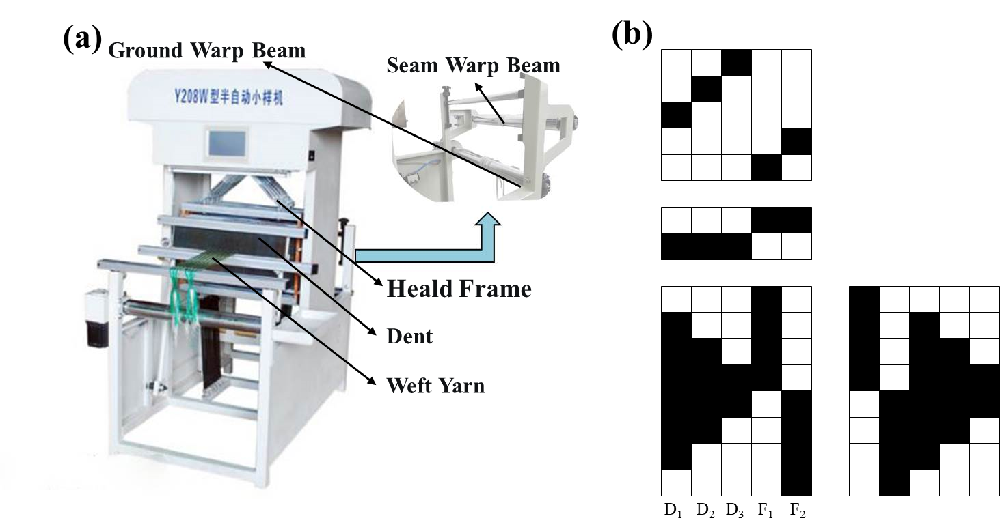 (a)
Ground Warp Beam
Seam Warp Beam
Y208W型半自动小样机
Heald Frame
Dent
Weft Yarn
(b)
D₁ D₂ D₃ F₁ F₂